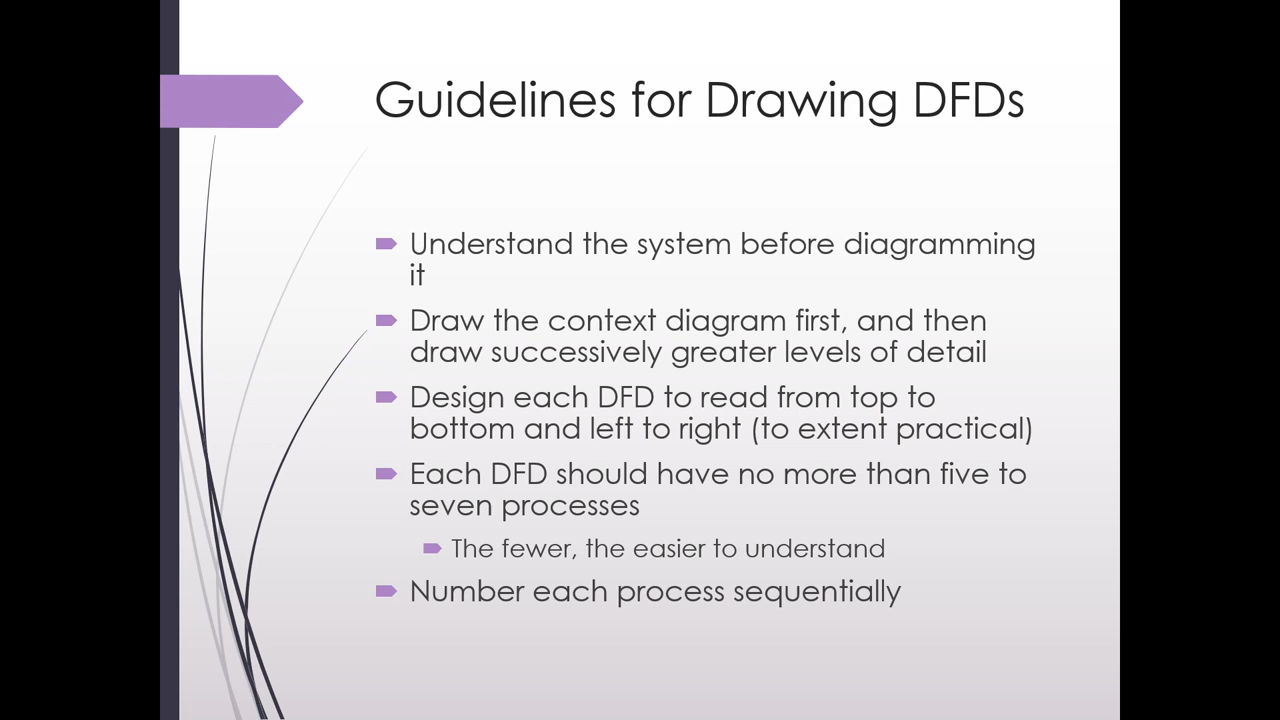 Guidelines for Drawing DFDs
Understand the system before diagramming
it
Draw the context diagram first, and then
draw successively greater levels of detail
Design each DFD to read from top to
bottom and left to right (to extent practical)
Each DFD should have no more than five to
seven processes
The fewer, the easier to understand
Number each process sequentially